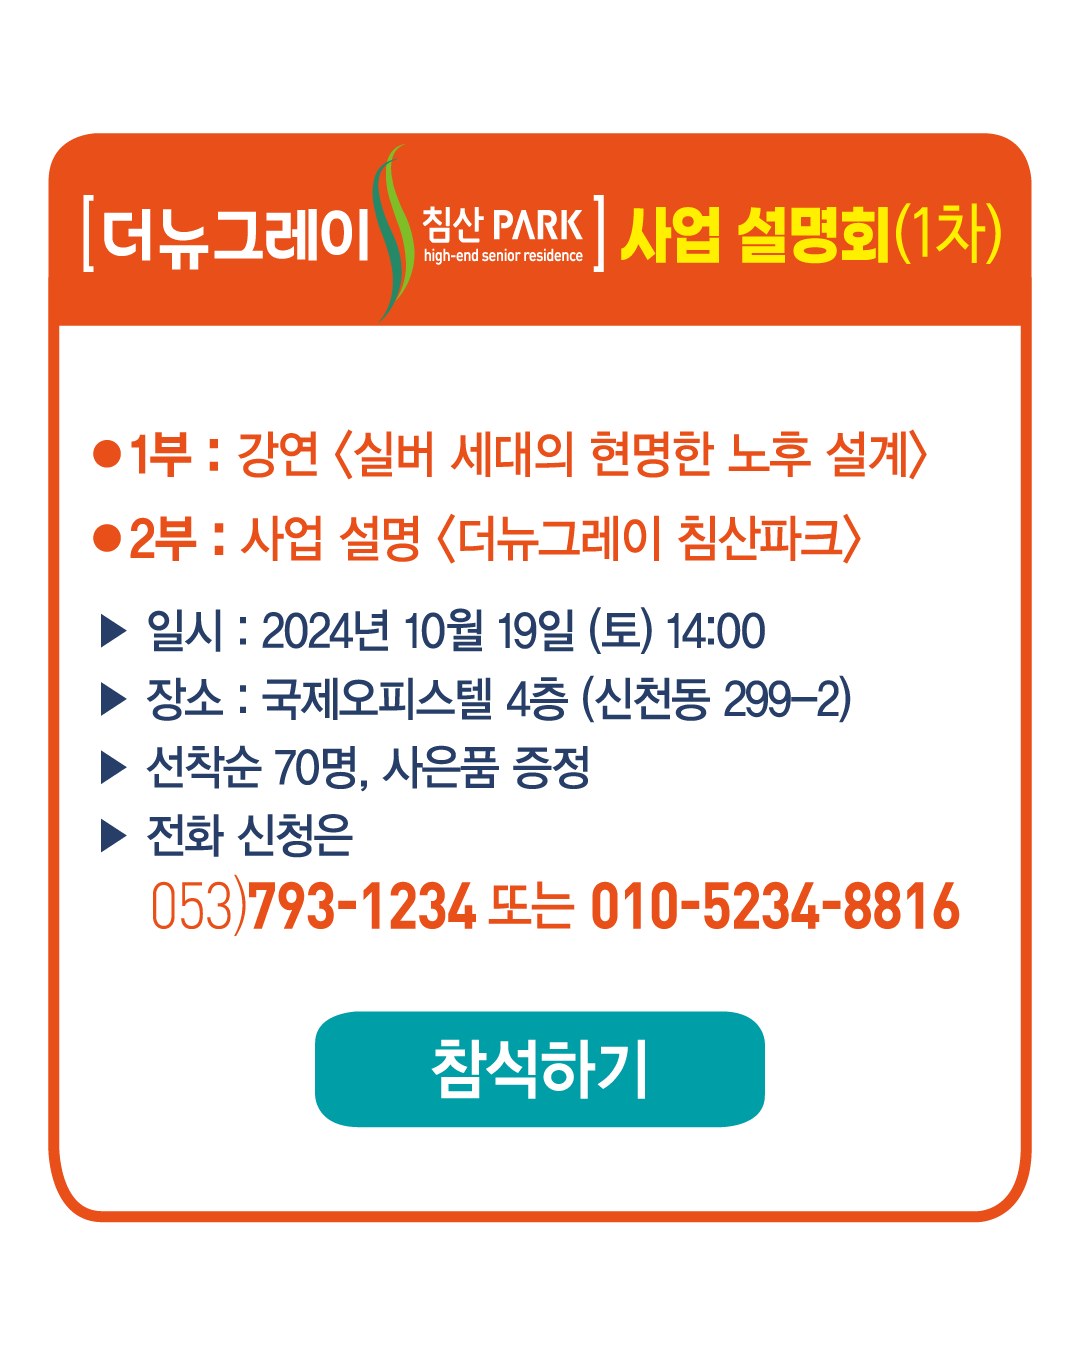 [더뉴그레이 침산 PARK] 사업 설명회(1차)
high-end senior residence
●1부 : 강연 〈실버 세대의 현명한 노후 설계〉
●2부 : 사업 설명 〈더뉴그레이 침산파크〉
▶ 일시 : 2024년 10월 19일 (토) 14:00
▶ 장소 : 국제오피스텔 4층 (신천동 299-2)
▶ 선착순 70명, 사은품 증정
▶ 전화 신청은
053)793-1234 또는 010-5234-8816
참석하기